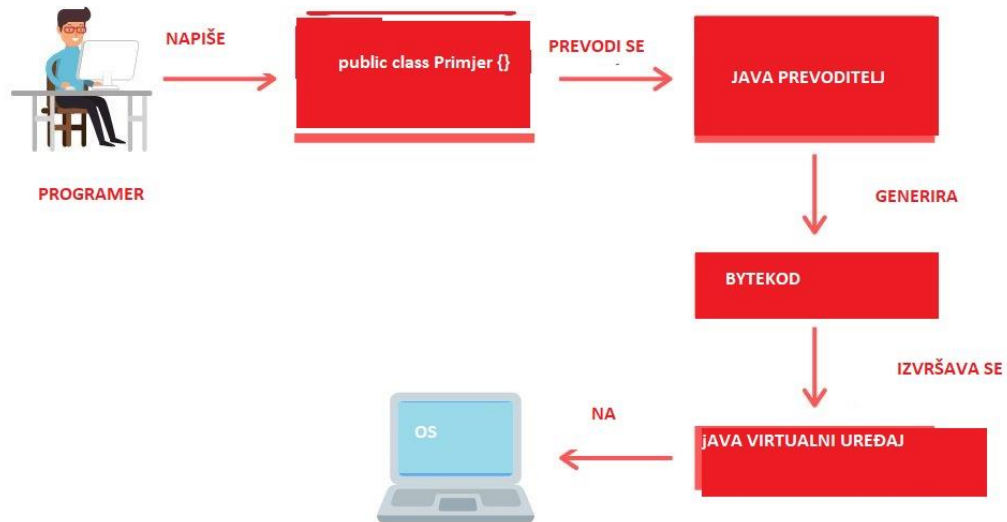 NAPIŠE
public class Primjer {}
PREVODI SE
JAVA PREVODITELJ
PROGRAMER
GENERIRA
BYTEKOD
IZVRŠAVA SE
jAVA VIRTUALNI UREĐAJ
NA
OS